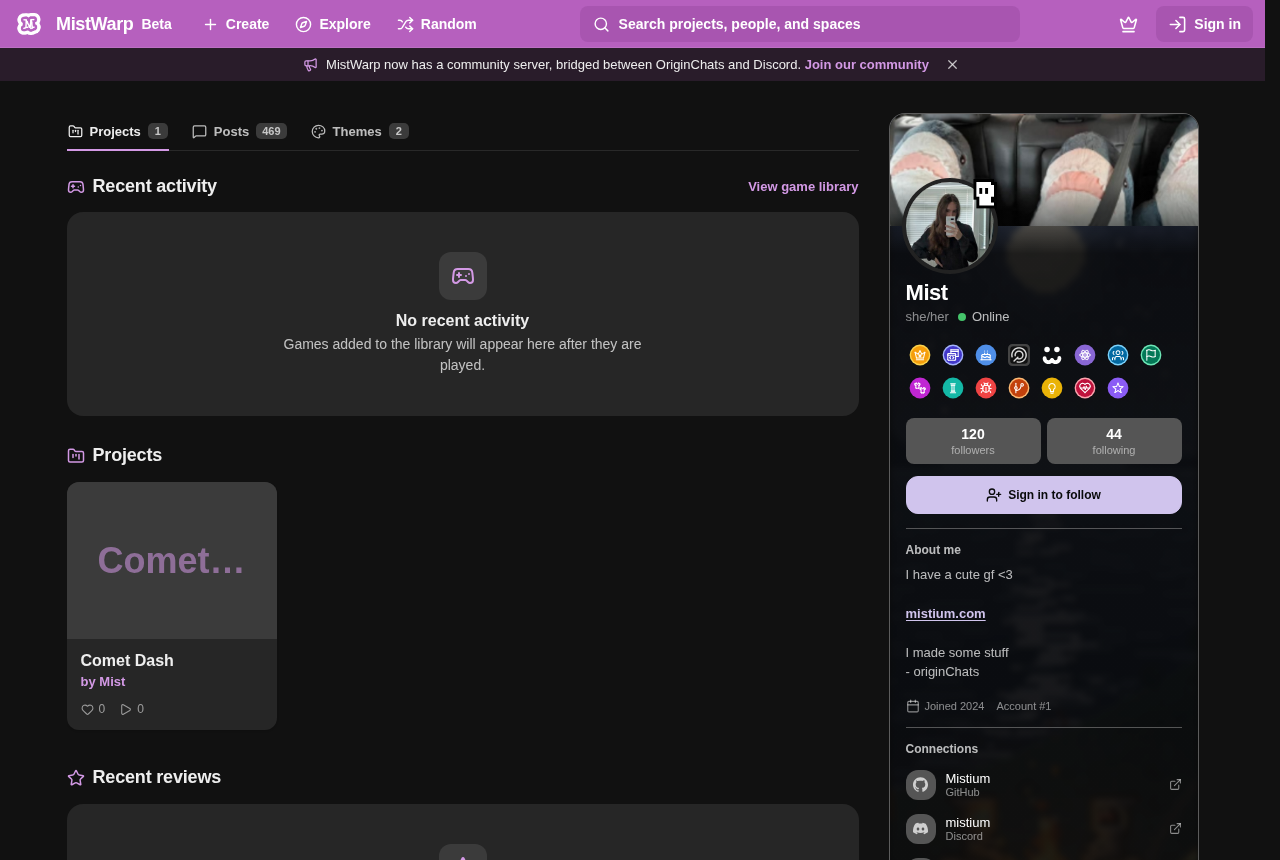 MistWarp Beta
Create
Explore
Random
Search projects, people, and spaces
Sign in
MistWarp now has a community server, bridged between OriginChats and Discord. Join our community
Projects 1
Posts 469
Themes 2
Recent activity
View game library
No recent activity
Games added to the library will appear here after they are
played.
Projects
Comet...
Comet Dash
by Mist
0
0
Recent reviews
Mist
she/her
Online
120
followers
44
following
Sign in to follow
About me
I have a cute gf <3
mistium.com
I made some stuff
- originChats
Joined 2024
Account #1
Connections
Mistium
GitHub
mistium
Discord